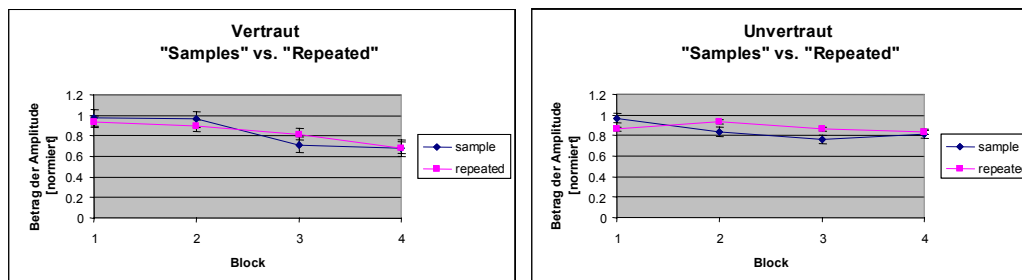 Vertraut
"Samples" vs. "Repeated"
Betrag der Amplitude
[normiert]
1.2
1
0.8
0.6
0.4
0.2
0
1 2 3 4
Block
sample
repeated
Unvertraut
"Samples" vs. "Repeated"
Betrag der Amplitude
[normiert]
1.2
1
0.8
0.6
0.4
0.2
0
1 2 3 4
Block
sample
repeated